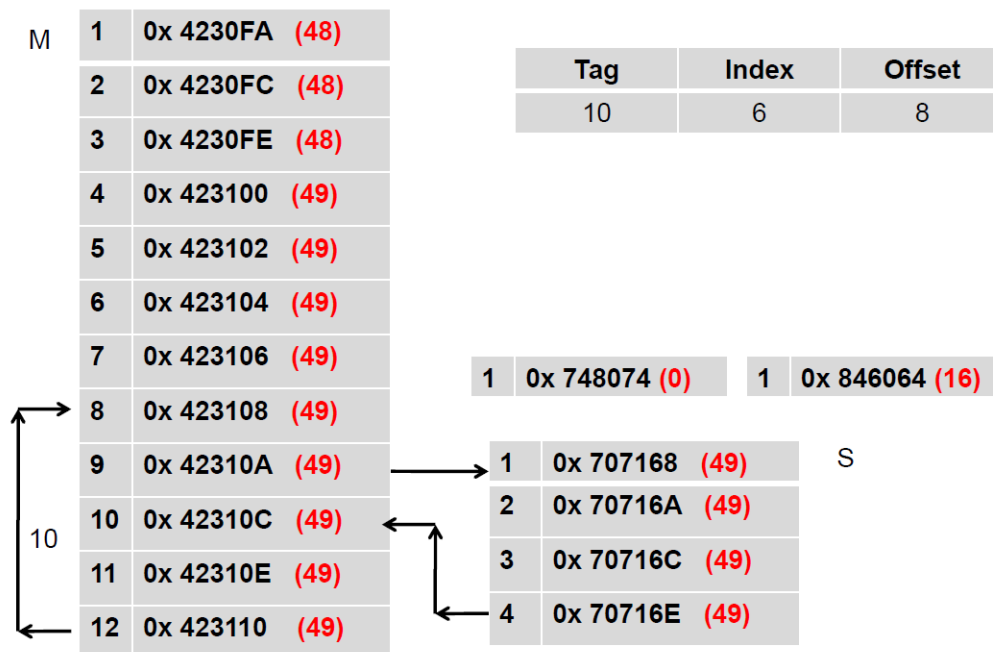 M
1 0x 4230FA (48)
2 0x 4230FC (48)
3 0x 4230FE (48)
4 0x 423100 (49)
5 0x 423102 (49)
6 0x 423104 (49)
7 0x 423106 (49)
8 0x 423108 (49)
9 0x 42310A (49)
10 0x 42310C (49)
11 0x 42310E (49)
12 0x 423110 (49)
10
Tag Index Offset
10 6 8
1 0x 748074 (0)
1 0x 846064 (16)
1 0x 707168 (49)
2 0x 70716A (49)
3 0x 70716C (49)
4 0x 70716E (49)
S